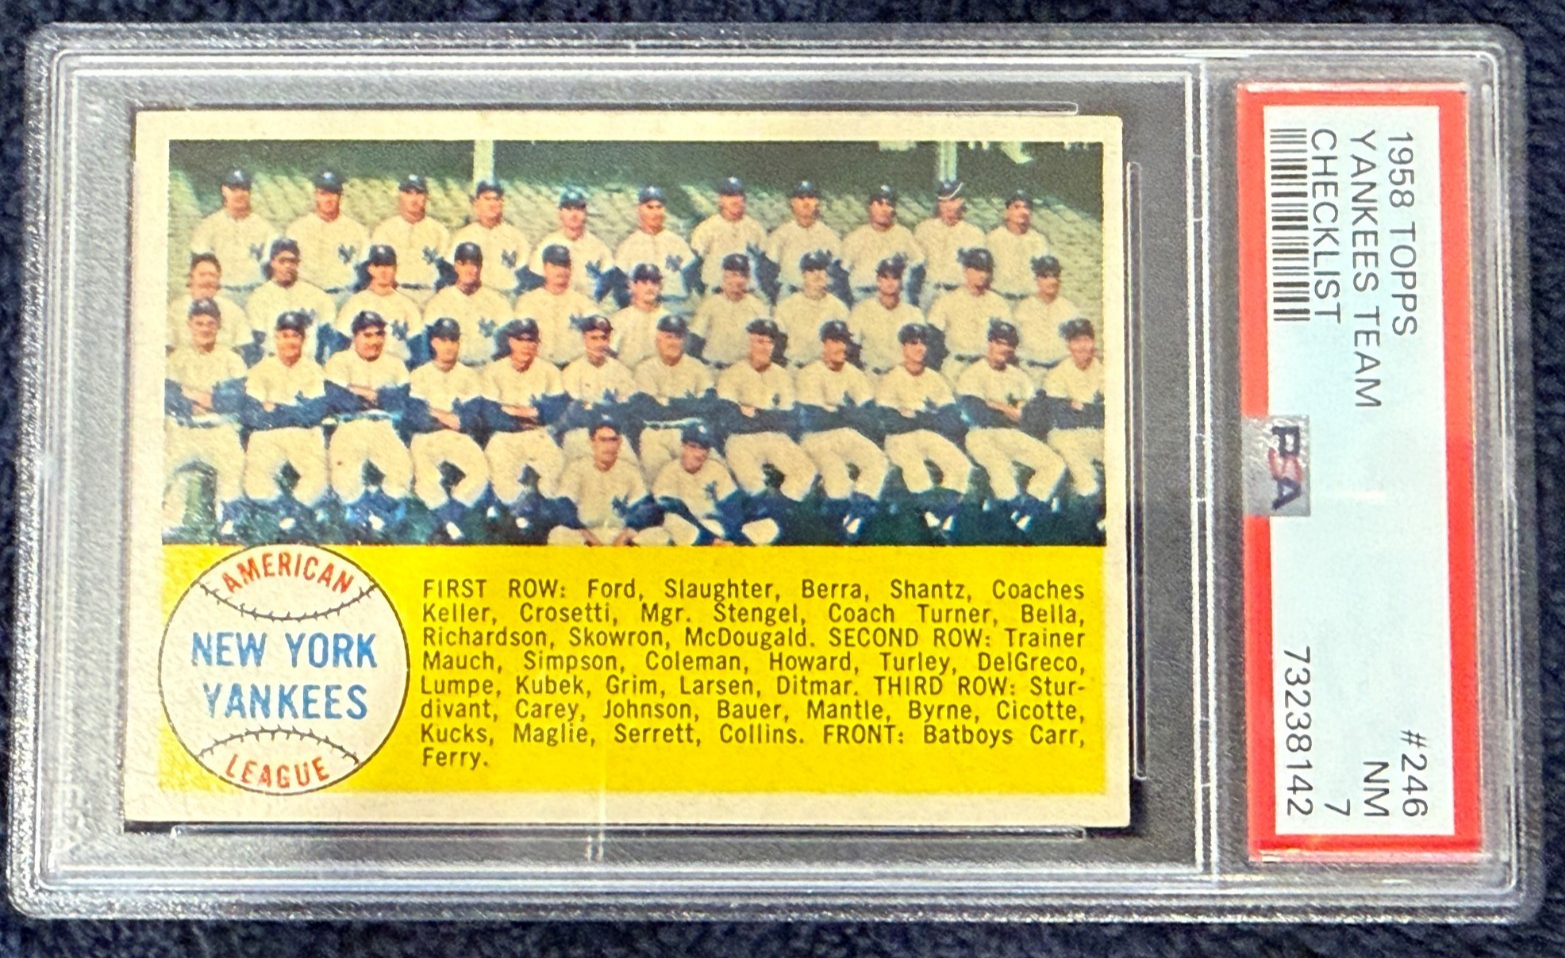 AMERICAN
NEW YORK
YANKEES
LEAGUE
FIRST ROW: Ford, Slaughter, Berra, Shantz, Coaches
Keller, Crosetti, Mgr. Stengel, Coach Turner, Bella,
Richardson, Skowron, McDougald. SECOND ROW: Trainer
Mauch, Simpson, Coleman, Howard, Turley, DelGreco,
Lumpe, Kubek, Grim, Larsen, Ditmar. THIRD ROW: Stur-
divant, Carey, Johnson, Bauer, Mantle, Byrne, Cicotte,
Kucks, Maglie, Serrett, Collins. FRONT: Batboys Carr,
Ferry.
1958 TOPPS #246
YANKEES TEAM NM
CHECKLIST 7
PSA 73238142